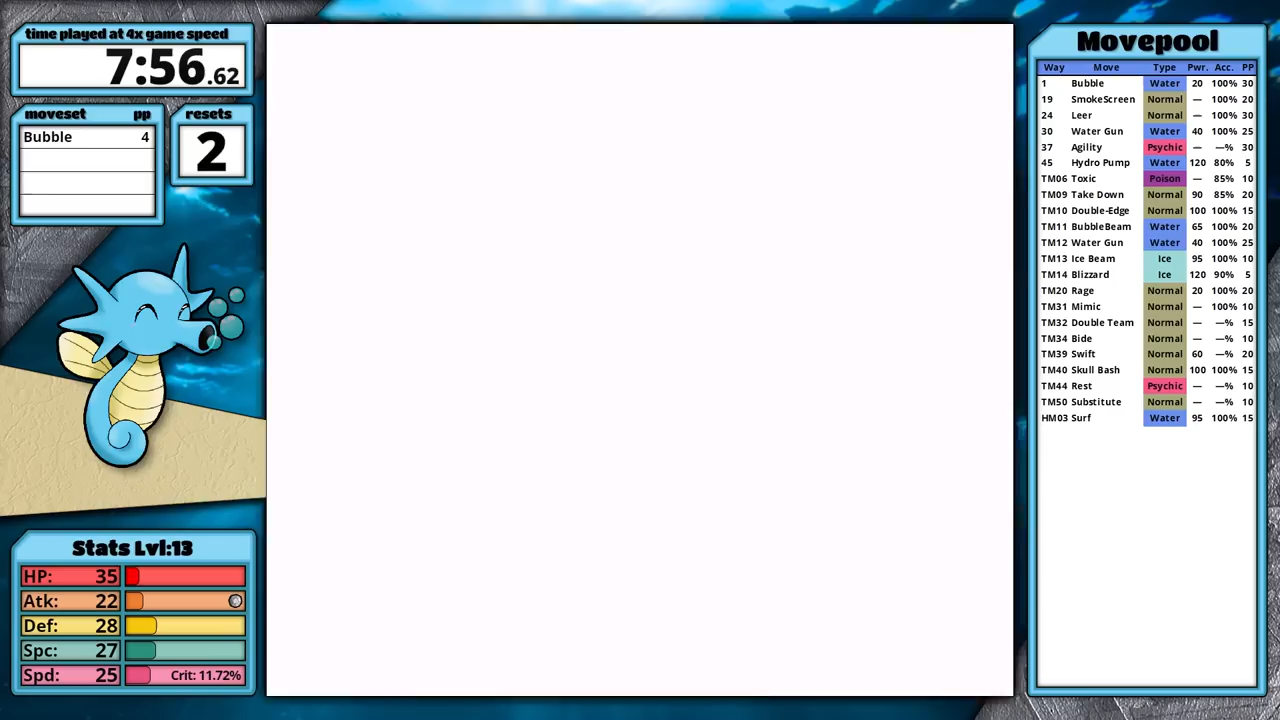 time played at 4x game speed
7:56.62
moveset pp
Bubble 4
resets
2
Stats Lvl:13
HP: 35
Atk: 22
Def: 28
Spc: 27
Spd: 25 Crit: 11.72%
Movepool
Way Move Type Pwr. Acc. PP
1 Bubble Water 20 100% 30
19 SmokeScreen Normal — 100% 20
24 Leer Normal — 100% 30
30 Water Gun Water 40 100% 25
37 Agility Psychic — —% 30
45 Hydro Pump Water 120 80% 5
TM06 Toxic Poison — 85% 10
TM09 Take Down Normal 90 85% 20
TM10 Double-Edge Normal 100 100% 15
TM11 BubbleBeam Water 65 100% 20
TM12 Water Gun Water 40 100% 25
TM13 Ice Beam Ice 95 100% 10
TM14 Blizzard Ice 120 90% 5
TM20 Rage Normal 20 100% 20
TM31 Mimic Normal — 100% 10
TM32 Double Team Normal — —% 15
TM34 Bide Normal — —% 10
TM39 Swift Normal 60 —% 20
TM40 Skull Bash Normal 100 100% 15
TM44 Rest Psychic — —% 10
TM50 Substitute Normal — —% 10
HM03 Surf Water 95 100% 15